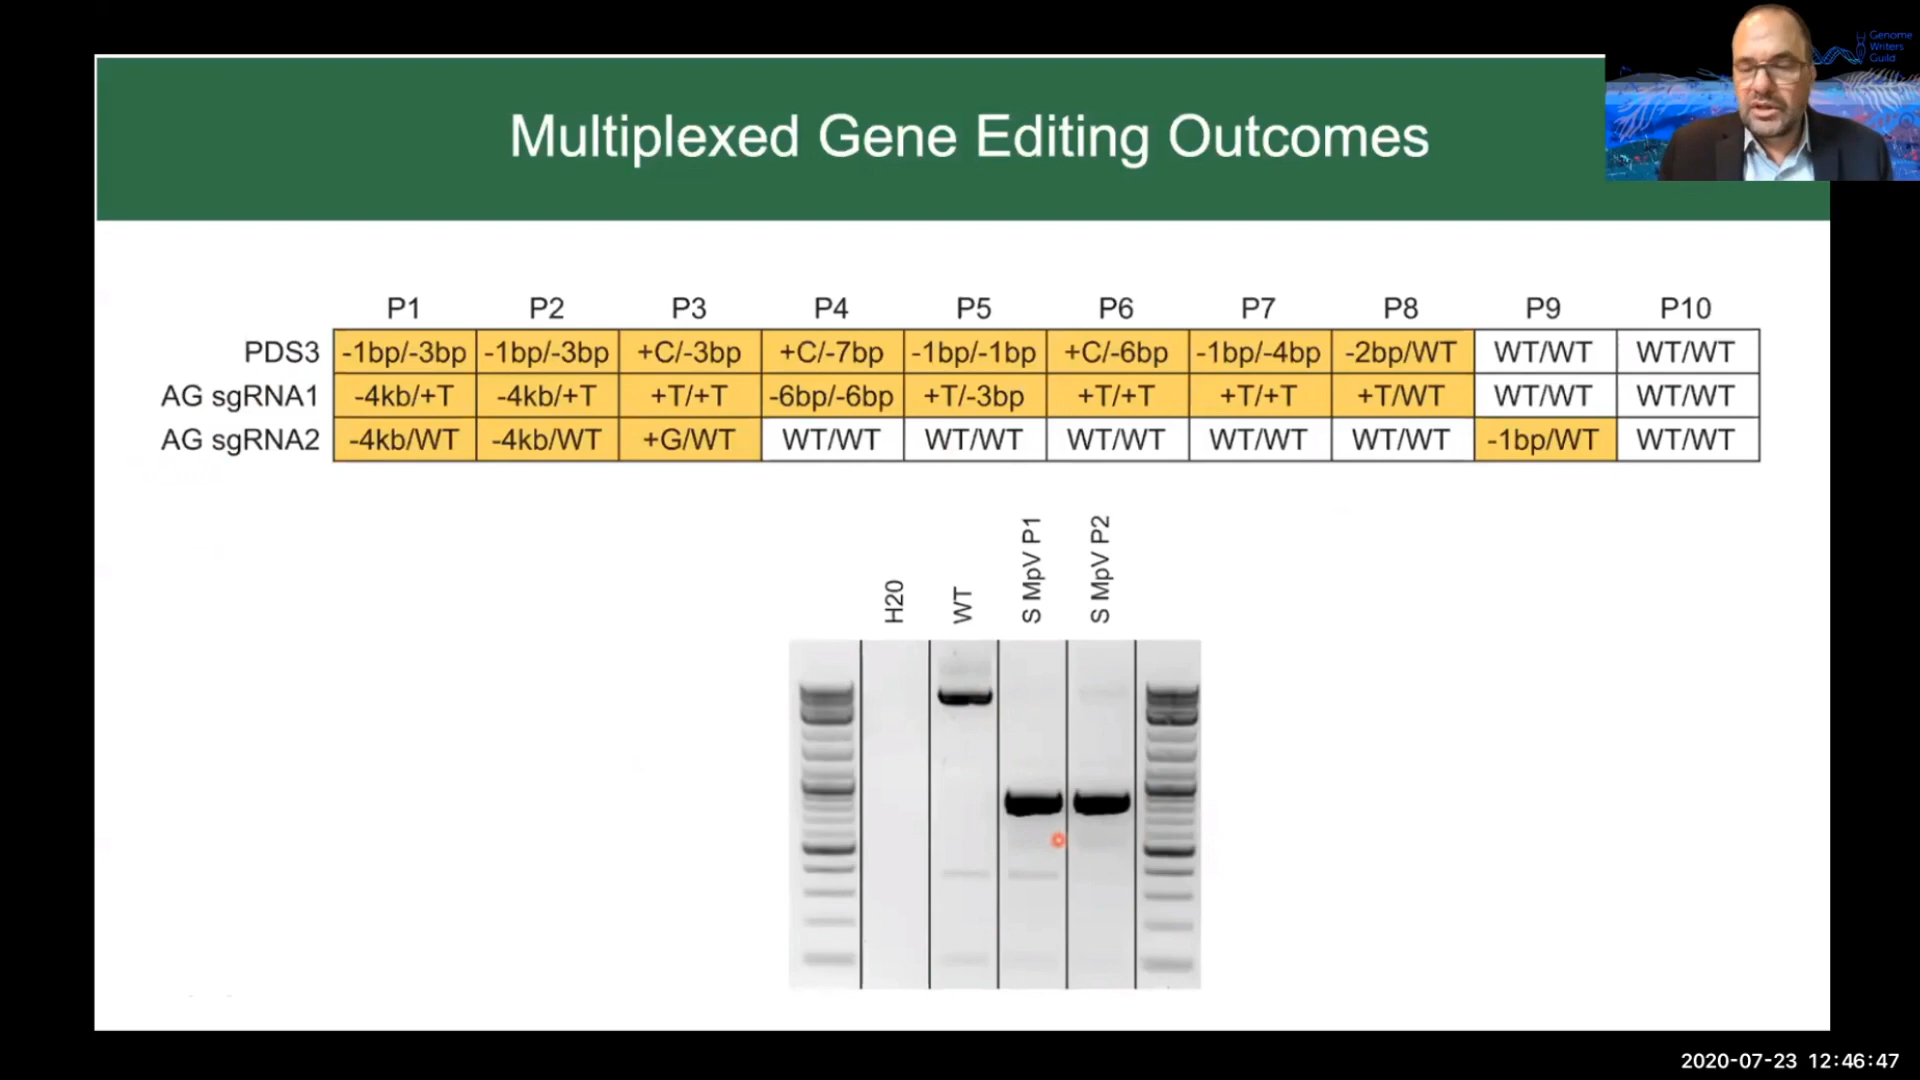 Genome
Writers
Guild
Multiplexed Gene Editing Outcomes
P1 P2 P3 P4 P5 P6 P7 P8 P9 P10
PDS3 -1bp/-3bp -1bp/-3bp +C/-3bp +C/-7bp -1bp/-1bp +C/-6bp -1bp/-4bp -2bp/WT WT/WT WT/WT
AG sgRNA1 -4kb/+T -4kb/+T +T/+T -6bp/-6bp +T/-3bp +T/+T +T/+T +T/WT WT/WT WT/WT
AG sgRNA2 -4kb/WT -4kb/WT +G/WT WT/WT WT/WT WT/WT WT/WT WT/WT -1bp/WT WT/WT
H20
WT
S MpV P1
S MpV P2
2020-07-23 12:46:47